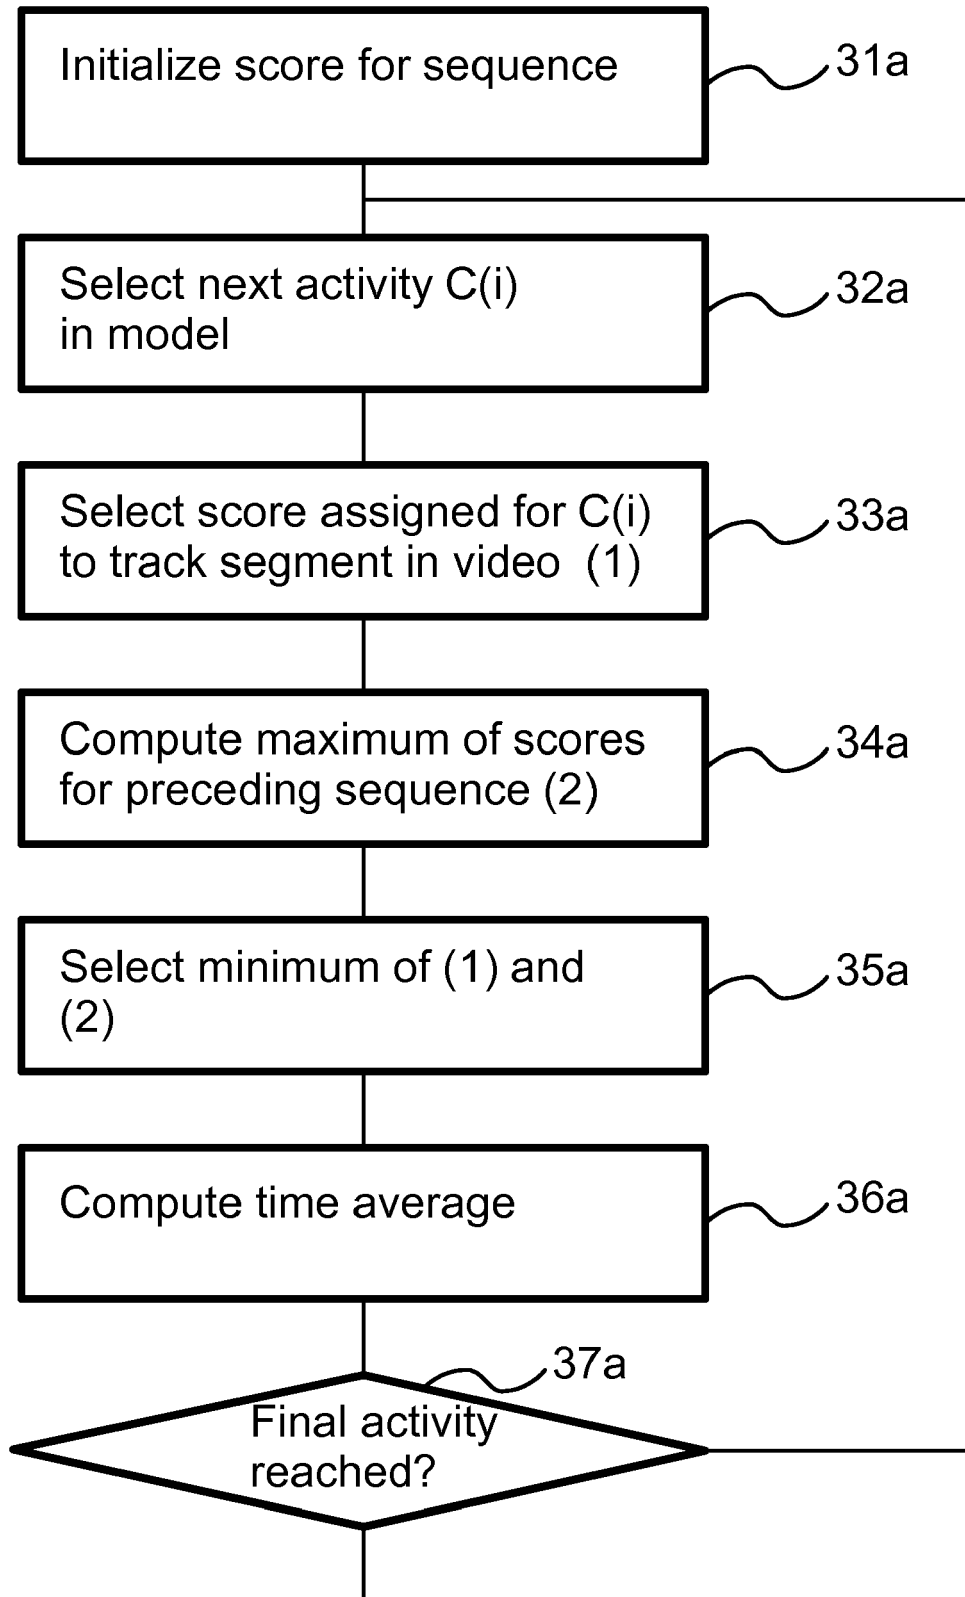 Initialize score for sequence
31a
Select next activity C(i)
in model
32a
Select score assigned for C(i)
to track segment in video  (1)
33a
Compute maximum of scores
for preceding sequence (2)
34a
Select minimum of (1) and
(2)
35a
Compute time average
36a
37a
Final activity
reached?